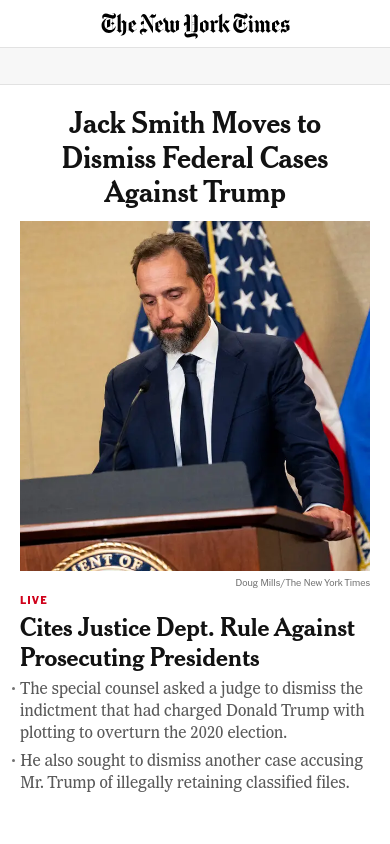 The New York Times
Jack Smith Moves to
Dismiss Federal Cases
Against Trump
ENT OF
Doug Mills/The New York Times
LIVE
Cites Justice Dept. Rule Against
Prosecuting Presidents
· The special counsel asked a judge to dismiss the
indictment that had charged Donald Trump with
plotting to overturn the 2020 election.
· He also sought to dismiss another case accusing
Mr. Trump of illegally retaining classified files.